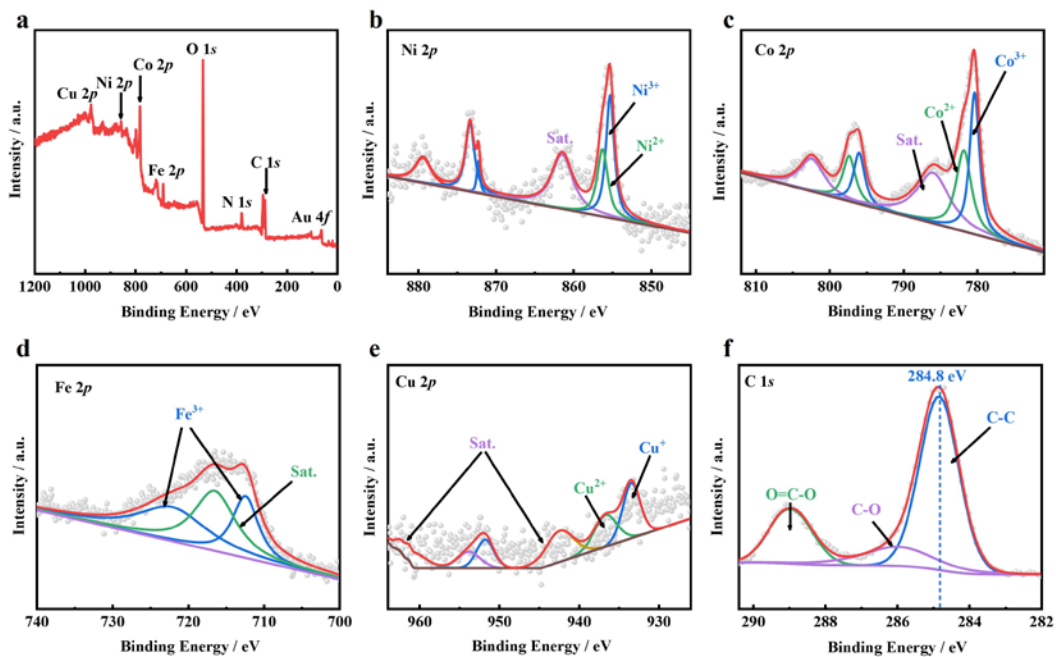 a
O 1s
Co 2p
Ni 2p
Cu 2p
C 1s
Fe 2p
N 1s
Au 4f
Intensity / a.u.
1200 1000 800 600 400 200 0
Binding Energy / eV
b
Ni 2p
Ni3+
Sat.
Ni2+
Intensity / a.u.
880 870 860 850
Binding Energy / eV
c
Co 2p
Co3+
Co2+
Sat.
Intensity / a.u.
810 800 790 780
Binding Energy / eV
d
Fe 2p
Fe3+
Sat.
Intensity / a.u.
740 730 720 710 700
Binding Energy / eV
e
Cu 2p
Sat.
Cu+
Cu2+
Intensity / a.u.
960 950 940 930
Binding Energy / eV
f
284.8 eV
C 1s
C-C
O=C-O
C-O
Intensity / a.u.
290 288 286 284 282
Binding Energy / eV